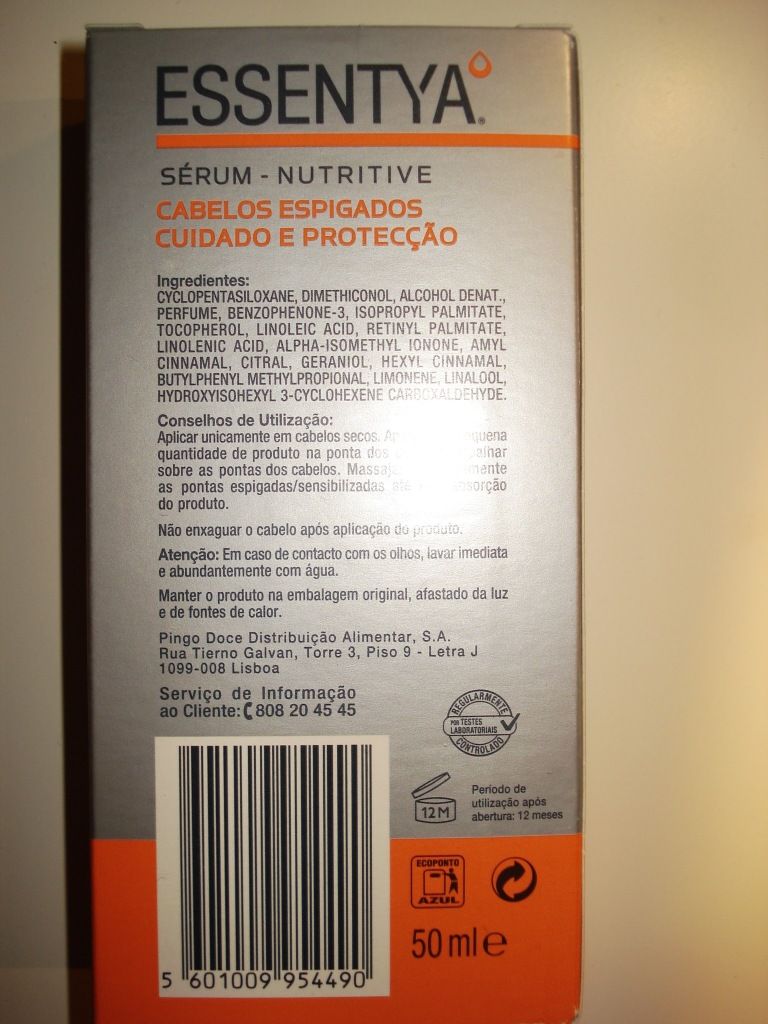 ESSENTYA®
SÉRUM - NUTRITIVE
CABELOS ESPIGADOS
CUIDADO E PROTECÇÃO
Ingredientes:
CYCLOPENTASILOXANE, DIMETHICONOL, ALCOHOL DENAT.,
PERFUME, BENZOPHENONE-3, ISOPROPYL PALMITATE,
TOCOPHEROL, LINOLEIC ACID, RETINYL PALMITATE,
LINOLENIC ACID, ALPHA-ISOMETHYL IONONE, AMYL
CINNAMAL, CITRAL, GERANIOL, HEXYL CINNAMAL,
BUTYLPHENYL METHYLPROPIONAL, LIMONENE, LINALOOL,
HYDROXYISOHEXYL 3-CYCLOHEXENE CARBOXALDEHYDE.
Conselhos de Utilização:
Aplicar unicamente em cabelos secos.
quantidade de produto na ponta dos
sobre as pontas dos cabelos.
as pontas espigadas/sensibilizadas até
do produto.
Não enxaguar o cabelo após aplicação do produto.
Atenção: Em caso de contacto com os olhos, lavar imediata
e abundantemente com água.
Manter o produto na embalagem original, afastado da luz
e de fontes de calor.
Pingo Doce Distribuição Alimentar, S.A.
Rua Tierno Galvan, Torre 3, Piso 9 - Letra J
1099-008 Lisboa
Serviço de Informação
ao Cliente: 808 20 45 45
REGULARMENTE
POR TESTES
LABORATORIAIS
CONTROLADO
12M
Período de
utilização após
abertura: 12 meses
ECOPONTO
AZUL
50 ml e
5 601009 954490